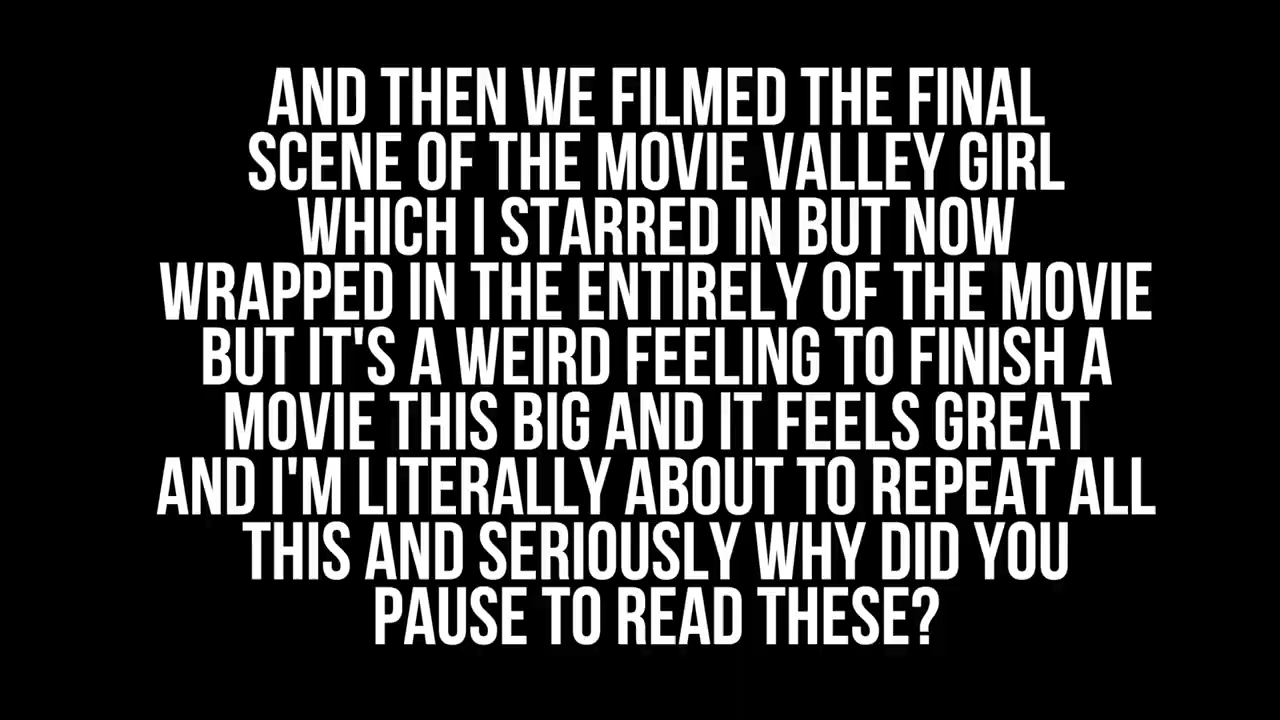 AND THEN WE FILMED THE FINAL
SCENE OF THE MOVIE VALLEY GIRL
WHICH I STARRED IN BUT NOW
WRAPPED IN THE ENTIRELY OF THE MOVIE
BUT IT'S A WEIRD FEELING TO FINISH A
MOVIE THIS BIG AND IT FEELS GREAT
AND I'M LITERALLY ABOUT TO REPEAT ALL
THIS AND SERIOUSLY WHY DID YOU
PAUSE TO READ THESE?